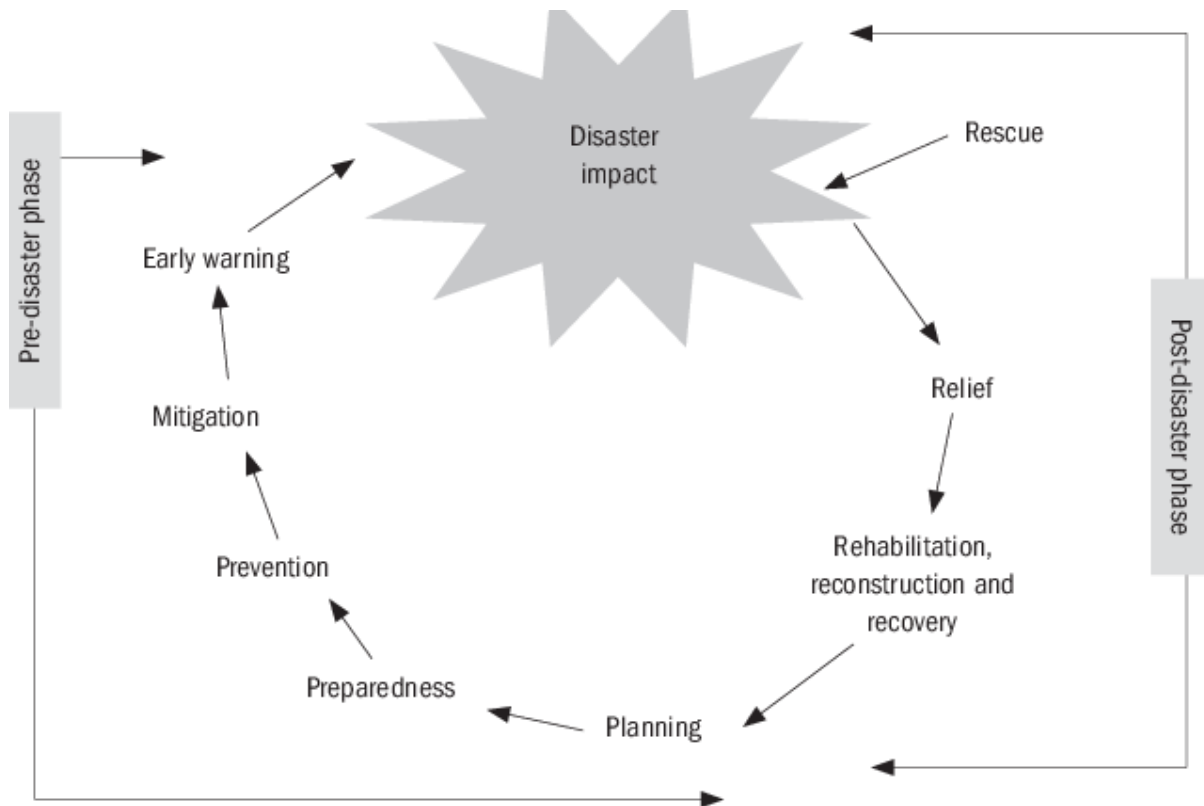 Disaster
impact
Rescue
Pre-disaster phase
Early warning
Post-disaster phase
Relief
Mitigation
Rehabilitation,
reconstruction and
recovery
Prevention
Preparedness
Planning